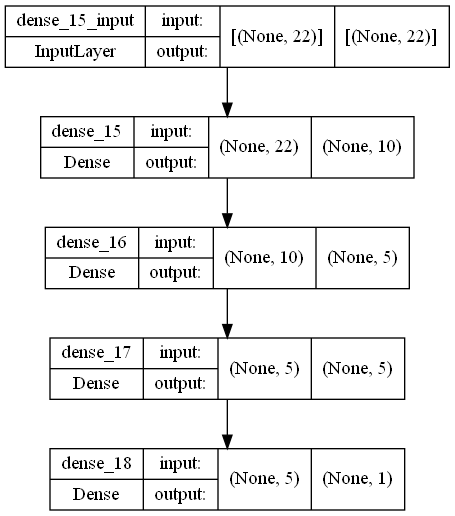 dense_15_input input: [(None, 22)] [(None, 22)]
InputLayer output:
dense_15 input: (None, 22) (None, 10)
Dense output:
dense_16 input: (None, 10) (None, 5)
Dense output:
dense_17 input: (None, 5) (None, 5)
Dense output:
dense_18 input: (None, 5) (None, 1)
Dense output: